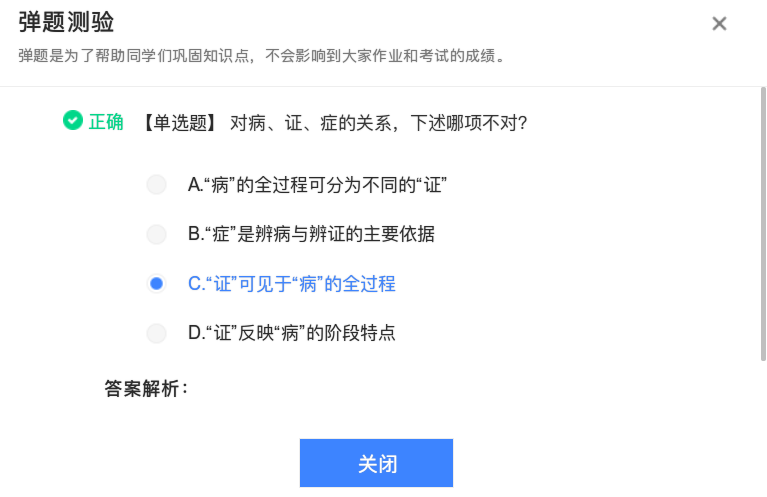 弹题测验
弹题是为了帮助同学们巩固知识点，不会影响到大家作业和考试的成绩。
正确 【单选题】 对病、证、症的关系，下述哪项不对？
A.“病”的全过程可分为不同的“证”
B.“症”是辨病与辨证的主要依据
C.“证”可见于“病”的全过程
D.“证”反映“病”的阶段特点
答案解析：
关闭